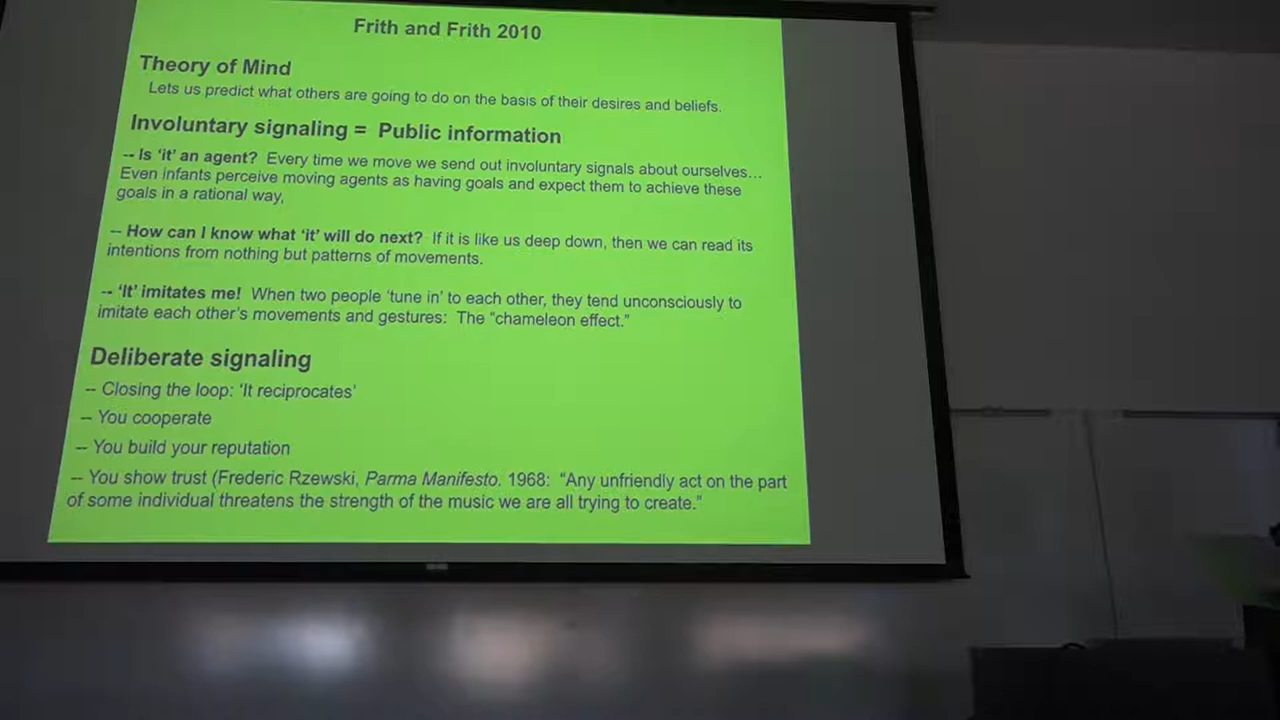 Frith and Frith 2010
Theory of Mind
Lets us predict what others are going to do on the basis of their desires and beliefs.
Involuntary signaling = Public information
-- Is ‘it’ an agent? Every time we move we send out involuntary signals about ourselves...
Even infants perceive moving agents as having goals and expect them to achieve these
goals in a rational way,
-- How can I know what ‘it’ will do next? If it is like us deep down, then we can read its
intentions from nothing but patterns of movements.
-- ‘It’ imitates me! When two people ‘tune in’ to each other, they tend unconsciously to
imitate each other’s movements and gestures: The “chameleon effect.”
Deliberate signaling
-- Closing the loop: ‘It reciprocates’
-- You cooperate
-- You build your reputation
-- You show trust (Frederic Rzewski, Parma Manifesto. 1968: “Any unfriendly act on the part
of some individual threatens the strength of the music we are all trying to create.”